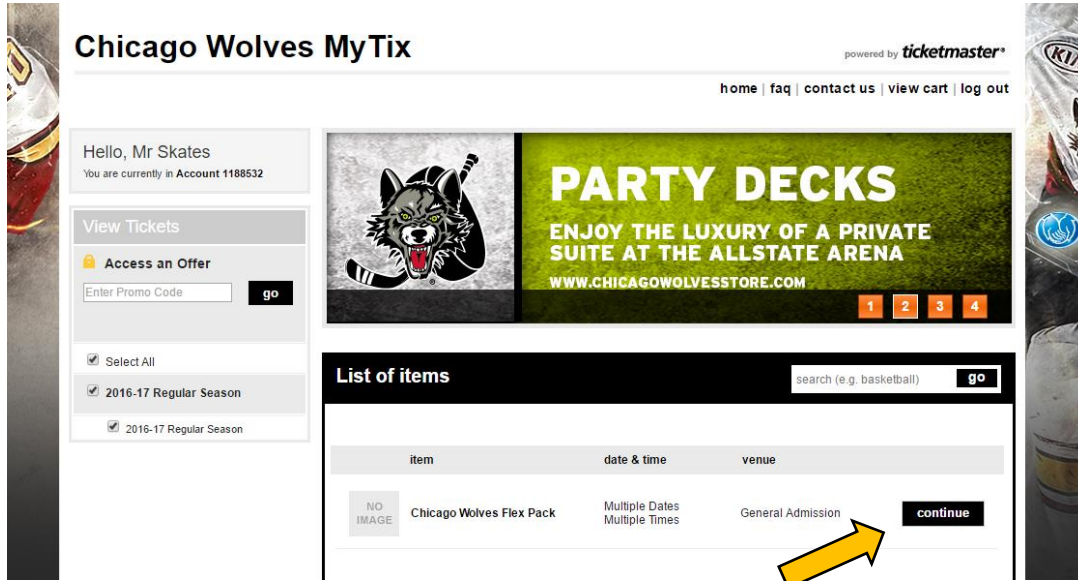 Chicago Wolves MyTix
powered by ticketmaster®
home | faq | contact us | view cart | log out
Hello, Mr Skates
You are currently in Account 1188532
View Tickets
Access an Offer
Enter Promo Code
go
Select All
2016-17 Regular Season
2016-17 Regular Season
PARTY DECKS
ENJOY THE LUXURY OF A PRIVATE
SUITE AT THE ALLSTATE ARENA
WWW.CHICAGOWOLVESSTORE.COM
1 2 3 4
List of items
search (e.g. basketball)
go
item date & time venue
NO
IMAGE
Chicago Wolves Flex Pack
Multiple Dates
Multiple Times
General Admission
continue